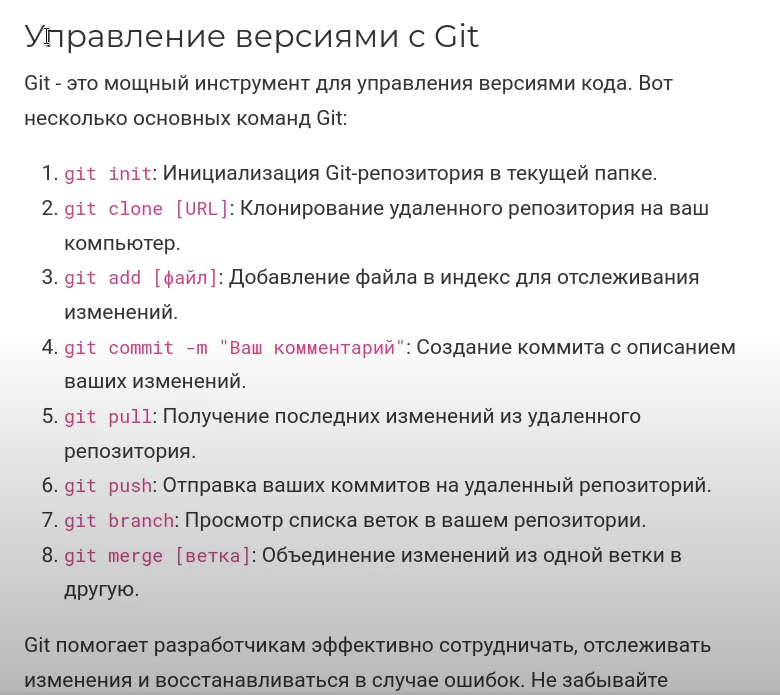 Управление версиями с Git
Git - это мощный инструмент для управления версиями кода. Вот
несколько основных команд Git:
1. git init: Инициализация Git-репозитория в текущей папке.
2. git clone [URL]: Клонирование удаленного репозитория на ваш
компьютер.
3. git add [файл]: Добавление файла в индекс для отслеживания
изменений.
4. git commit -m "Ваш комментарий": Создание коммита с описанием
ваших изменений.
5. git pull: Получение последних изменений из удаленного
репозитория.
6. git push: Отправка ваших коммитов на удаленный репозиторий.
7. git branch: Просмотр списка веток в вашем репозитории.
8. git merge [ветка]: Объединение изменений из одной ветки в
другую.
Git помогает разработчикам эффективно сотрудничать, отслеживать
изменения и восстанавливаться в случае ошибок. Не забывайте